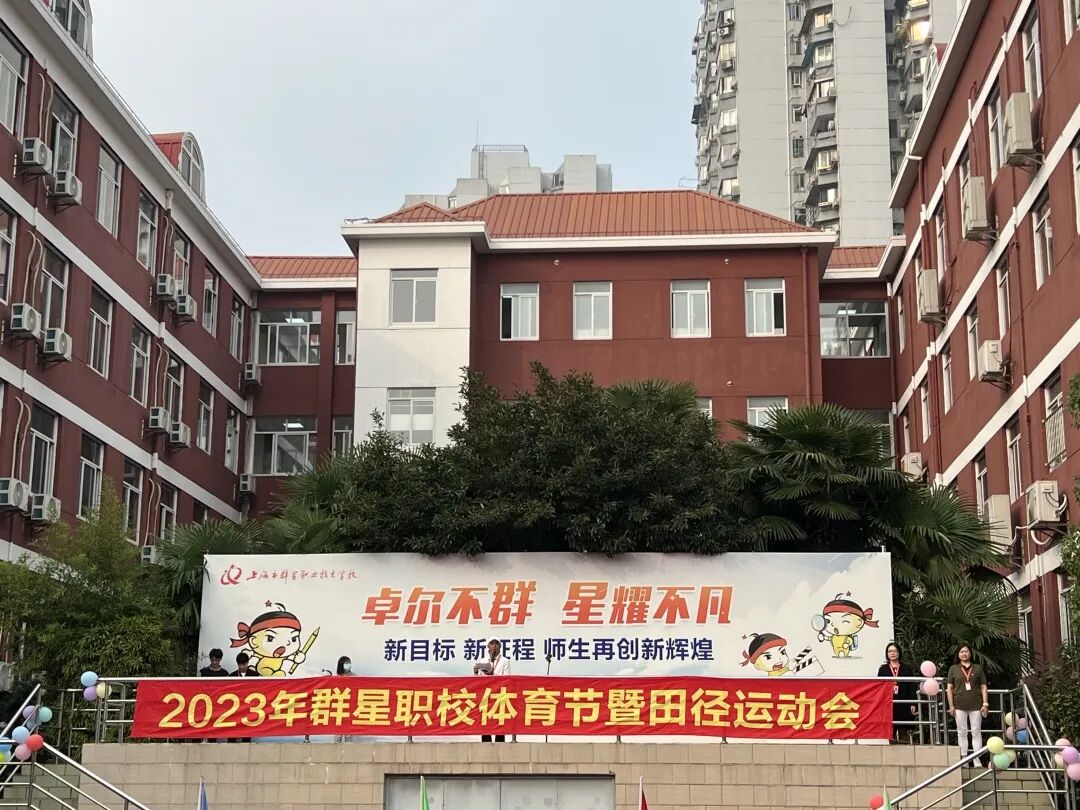 上海市群星职业技术学校
卓尔不群 星耀不凡
新目标 新征程 师生再创新辉煌
2023年群星职校体育节暨田径运动会